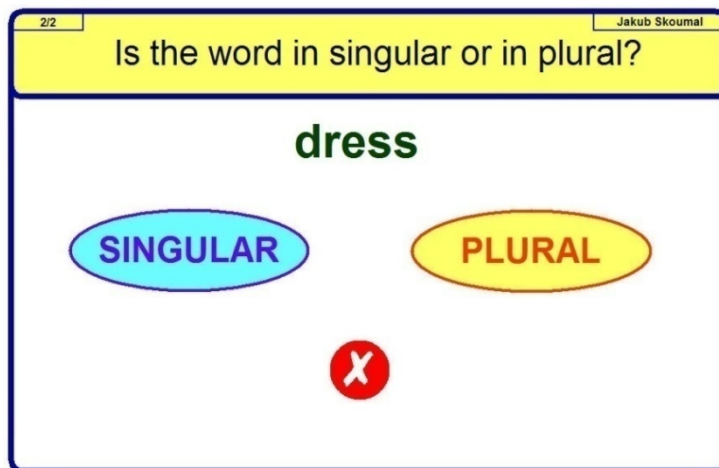 2/2
Jakub Skoumal
Is the word in singular or in plural?
dress
SINGULAR
PLURAL